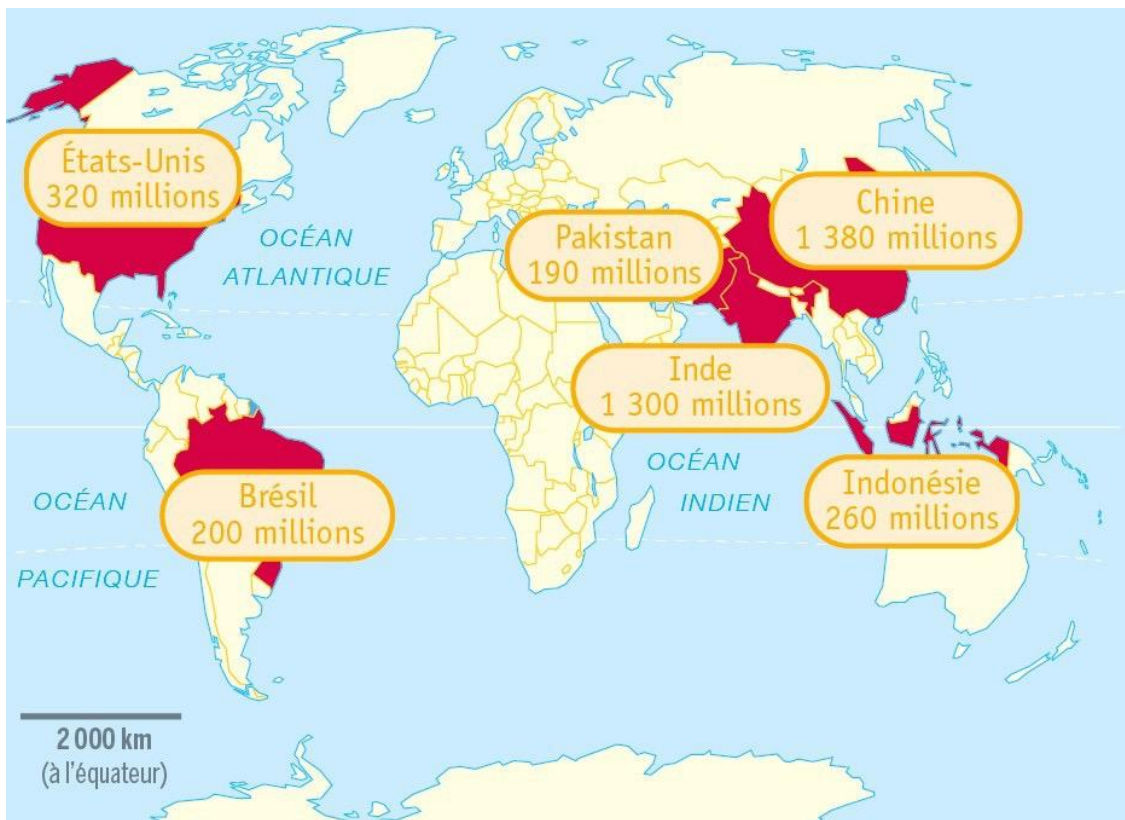 États-Unis
320 millions
OCÉAN
ATLANTIQUE
Pakistan
190 millions
Chine
1 380 millions
Inde
1 300 millions
OCÉAN
INDIEN
Indonésie
260 millions
Brésil
200 millions
OCÉAN
PACIFIQUE
2 000 km
(à l'équateur)